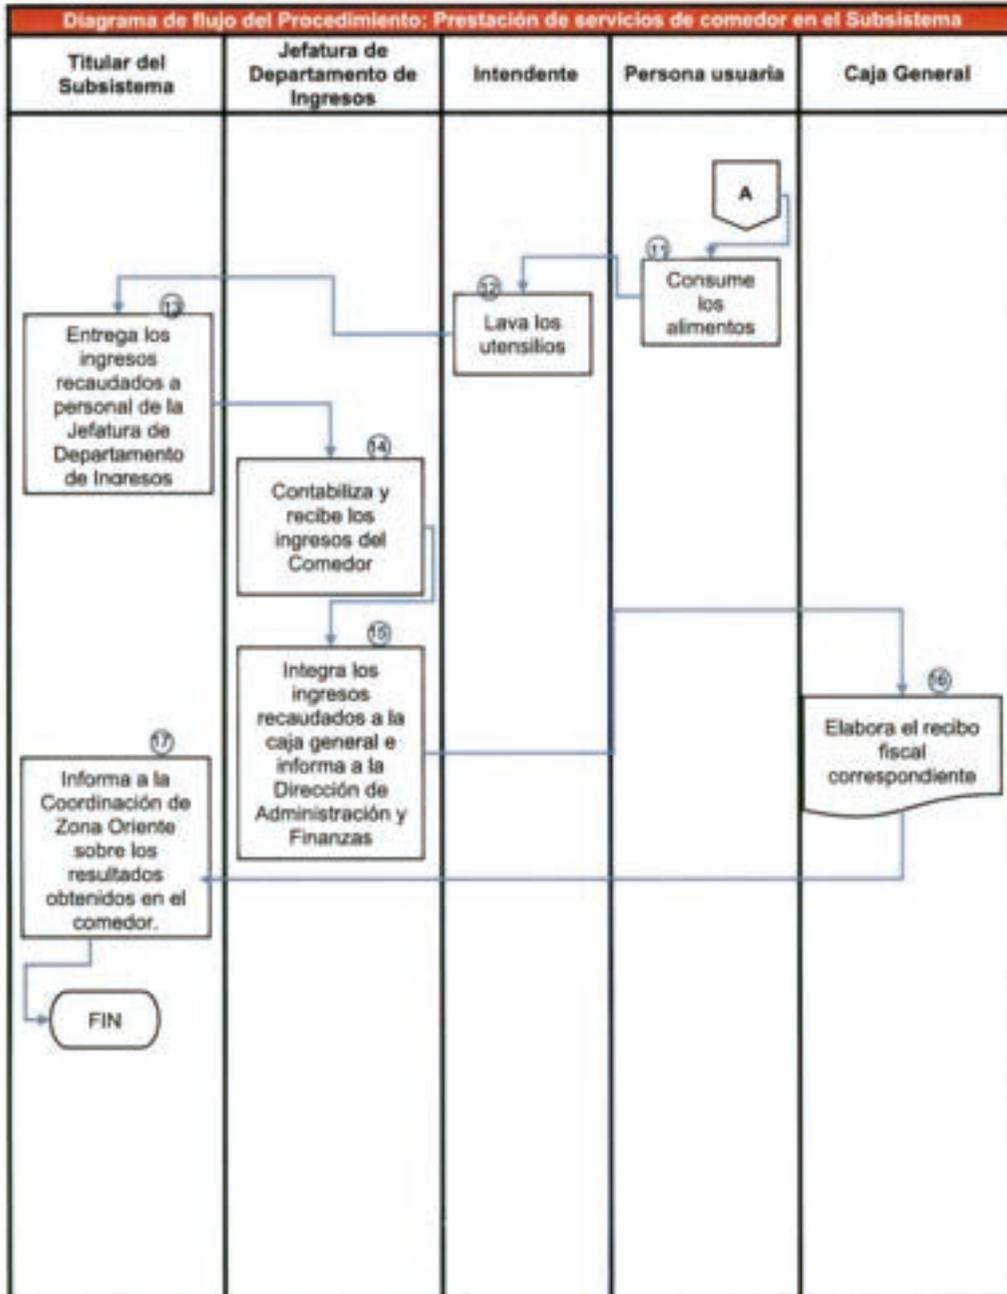 Diagrama de flujo del Procedimiento: Prestación de servicios de comedor en el Subsistema
Titular del
Subsistema
Jefatura de
Departamento de
Ingresos
Intendente
Persona usuaria
Caja General
A
11
Consume
los
alimentos
12
Lava los
utensilios
13
Entrega los
ingresos
recaudados a
personal de la
Jefatura de
Departamento
de Ingresos
14
Contabiliza y
recibe los
ingresos del
Comedor
15
Integra los
ingresos
recaudados a la
caja general e
informa a la
Dirección de
Administración y
Finanzas
16
Elabora el recibo
fiscal
correspondiente
17
Informa a la
Coordinación de
Zona Oriente
sobre los
resultados
obtenidos en el
comedor.
FIN